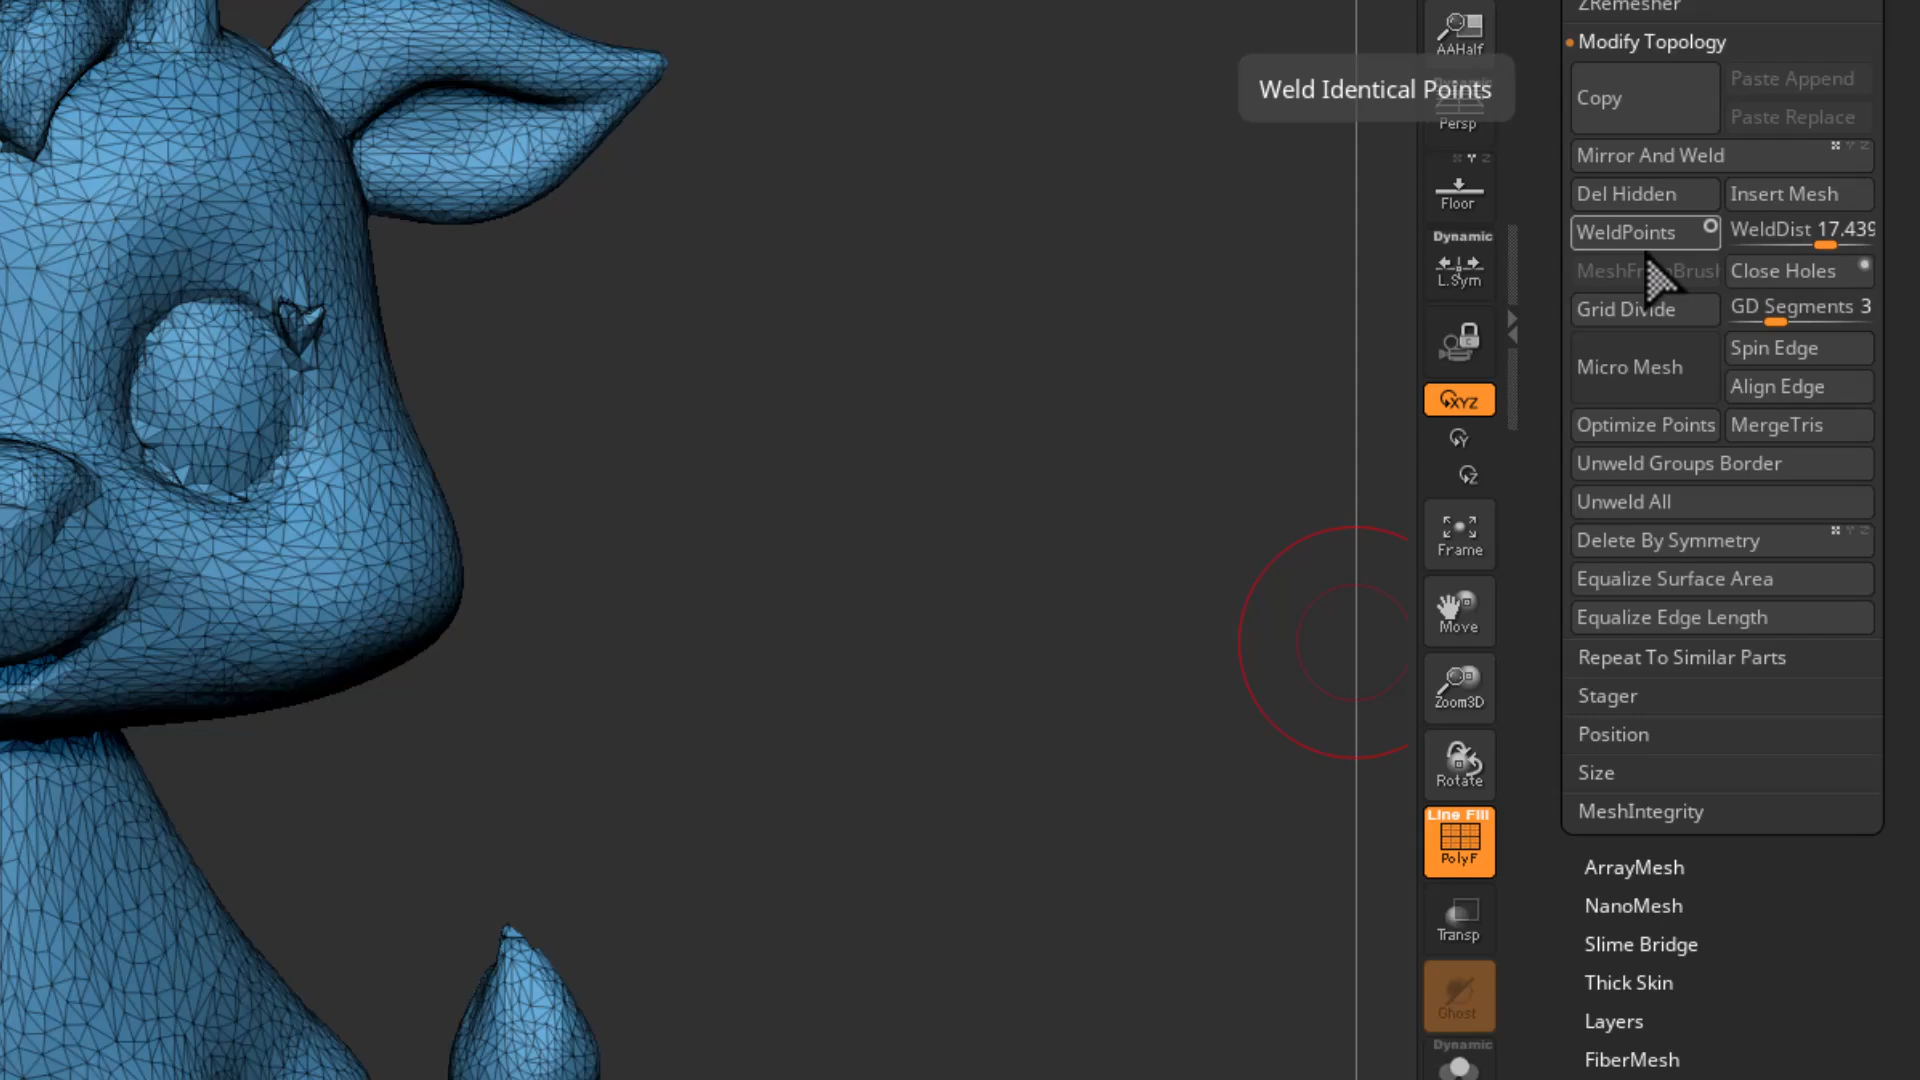 ZRemesher
Modify Topology
Copy
Paste Append
Paste Replace
Mirror And Weld
Del Hidden
Insert Mesh
WeldPoints
WeldDist 17.439
Close Holes
Grid Divide
GD Segments 3
Micro Mesh
Spin Edge
Align Edge
Optimize Points
MergeTris
Unweld Groups Border
Unweld All
Delete By Symmetry
Equalize Surface Area
Equalize Edge Length
Repeat To Similar Parts
Stager
Position
Size
MeshIntegrity
ArrayMesh
NanoMesh
Slime Bridge
Thick Skin
Layers
FiberMesh
Weld Identical Points
AAHalf
Dynamic
Persp
Floor
Dynamic
L.Sym
XYZ
Y
Z
Frame
Move
Zoom3D
Rotate
Line Fill
PolyF
Transp
Ghost
Dynamic